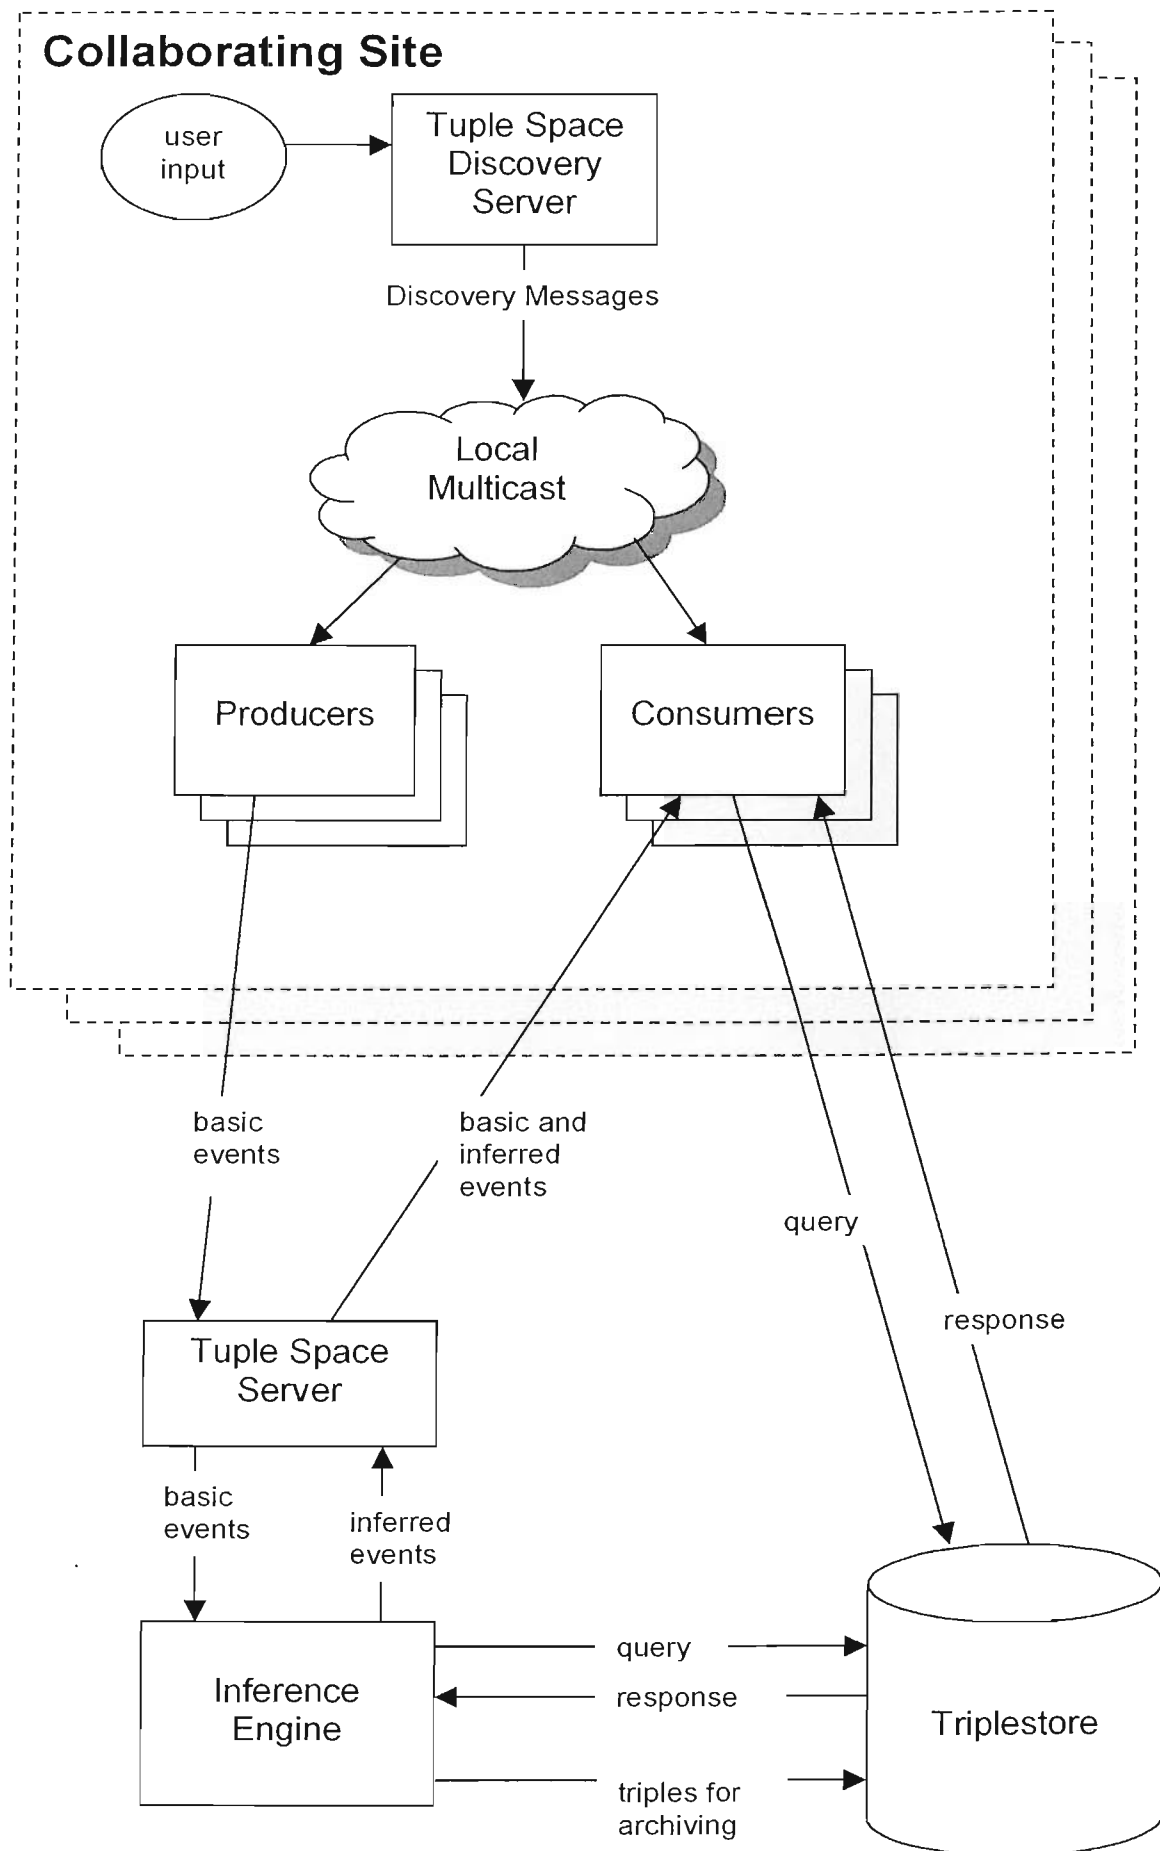 Collaborating Site
user
input
Tuple Space
Discovery
Server
Discovery Messages
Local
Multicast
Producers
Consumers
basic
events
basic and
inferred
events
query
response
Tuple Space
Server
basic
events
inferred
events
Inference
Engine
query
response
triples for
archiving
Triplestore